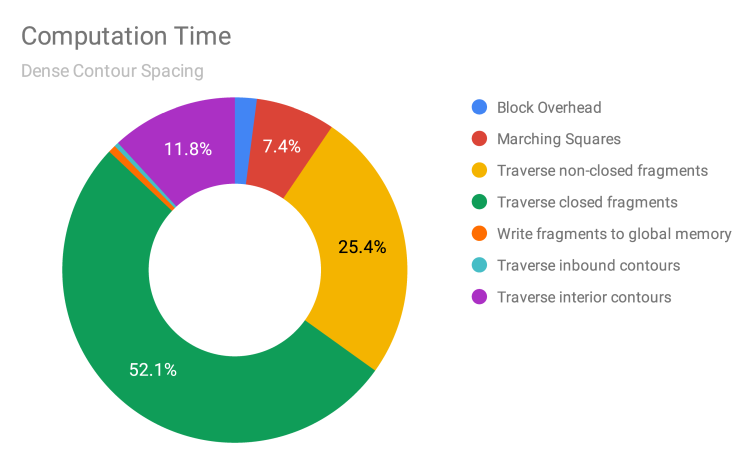 Computation Time
Dense Contour Spacing
11.8%
7.4%
25.4%
52.1%
Block Overhead
Marching Squares
Traverse non-closed fragments
Traverse closed fragments
Write fragments to global memory
Traverse inbound contours
Traverse interior contours